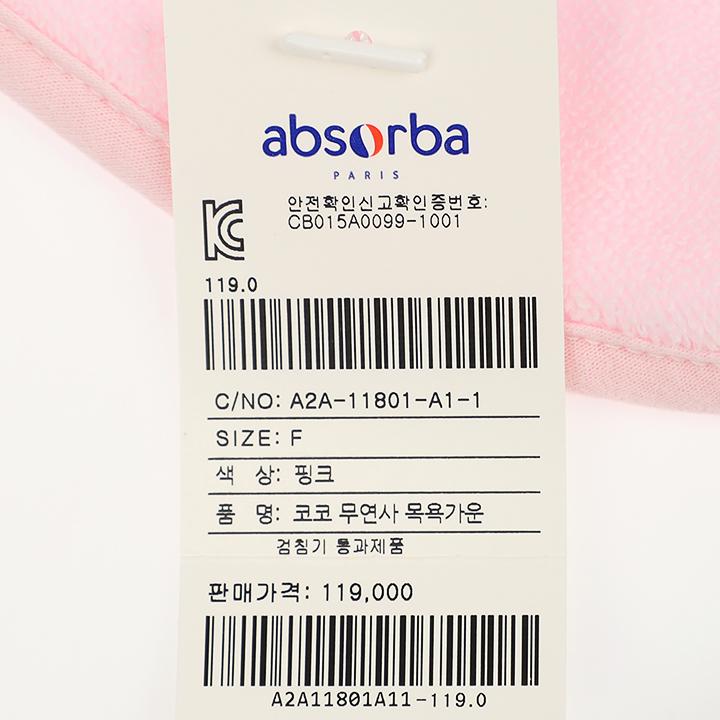 absorba
PARIS
안전확인신고확인증번호:
CB015A0099-1001
119.0
C/NO: A2A-11801-A1-1
SIZE: F
색 상: 핑크
품 명: 코코 무연사 목욕가운
검침기 통과제품
판매가격: 119,000
A2A11801A11-119.0